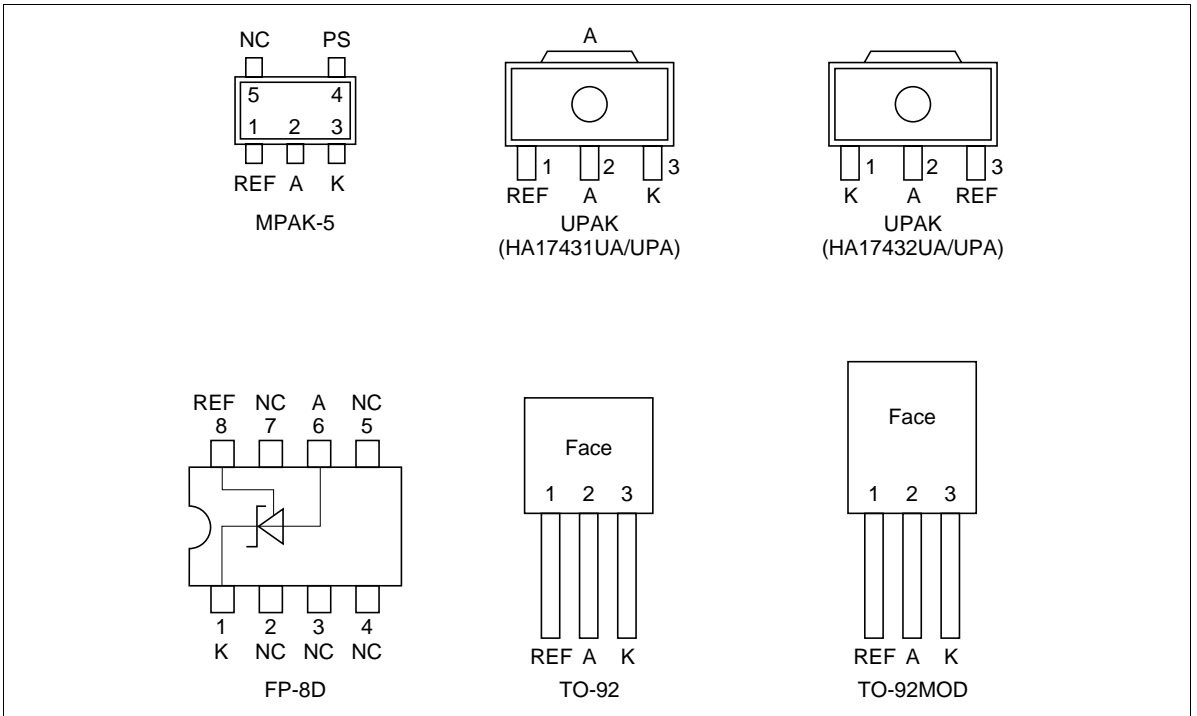 NC PS
5 4
1 2 3
REF A K
MPAK-5
A
1 2 3
REF A K
UPAK
(HA17431UA/UPA)
1 2 3
K A REF
UPAK
(HA17432UA/UPA)
REF NC A NC
8 7 6 5
1 2 3 4
K NC NC NC
FP-8D
Face
1 2 3
REF A K
TO-92
Face
1 2 3
REF A K
TO-92MOD